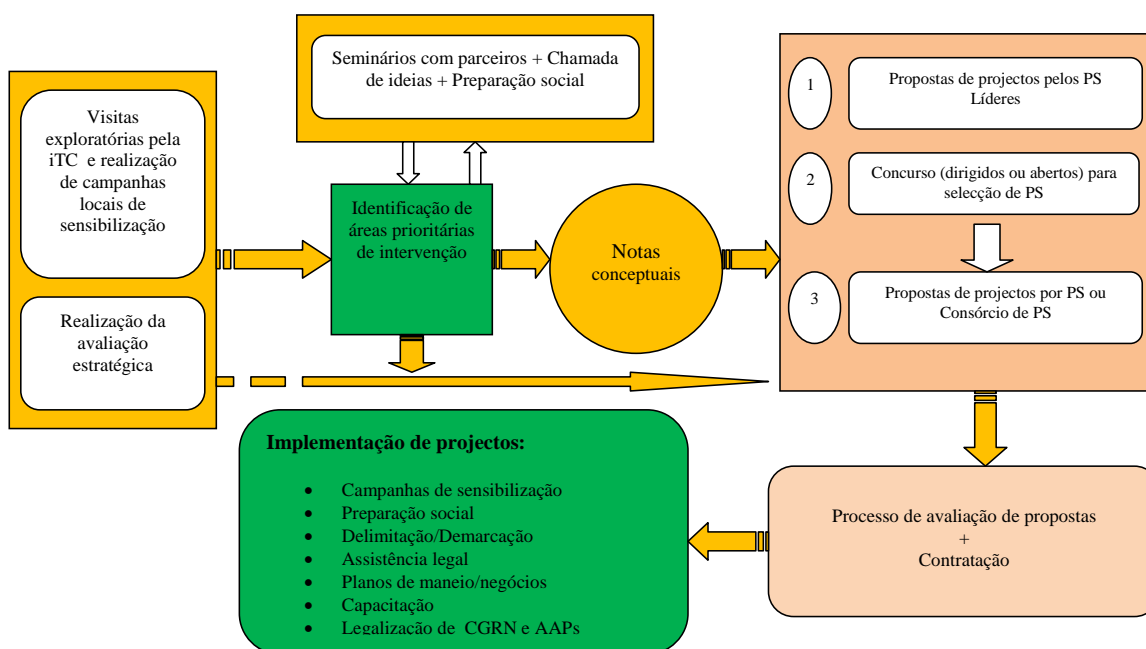 Visitas
exploratórias pela
iTC e realização
de campanhas
locais de
sensibilização
Realização da
avaliação
estratégica
Seminários com parceiros + Chamada
de ideias + Preparação social
Identificação de
áreas prioritárias
de intervenção
Notas
conceptuais
1
Propostas de projectos pelos PS
Líderes
2
Concurso (dirigidos ou abertos) para
selecção de PS
3
Propostas de projectos por PS ou
Consórcio de PS
Processo de avaliação de propostas
+
Contratação
Implementação de projectos:
• Campanhas de sensibilização
• Preparação social
• Delimitação/Demarcação
• Assistência legal
• Planos de maneio/negócios
• Capacitação
• Legalização de CGRN e AAPs